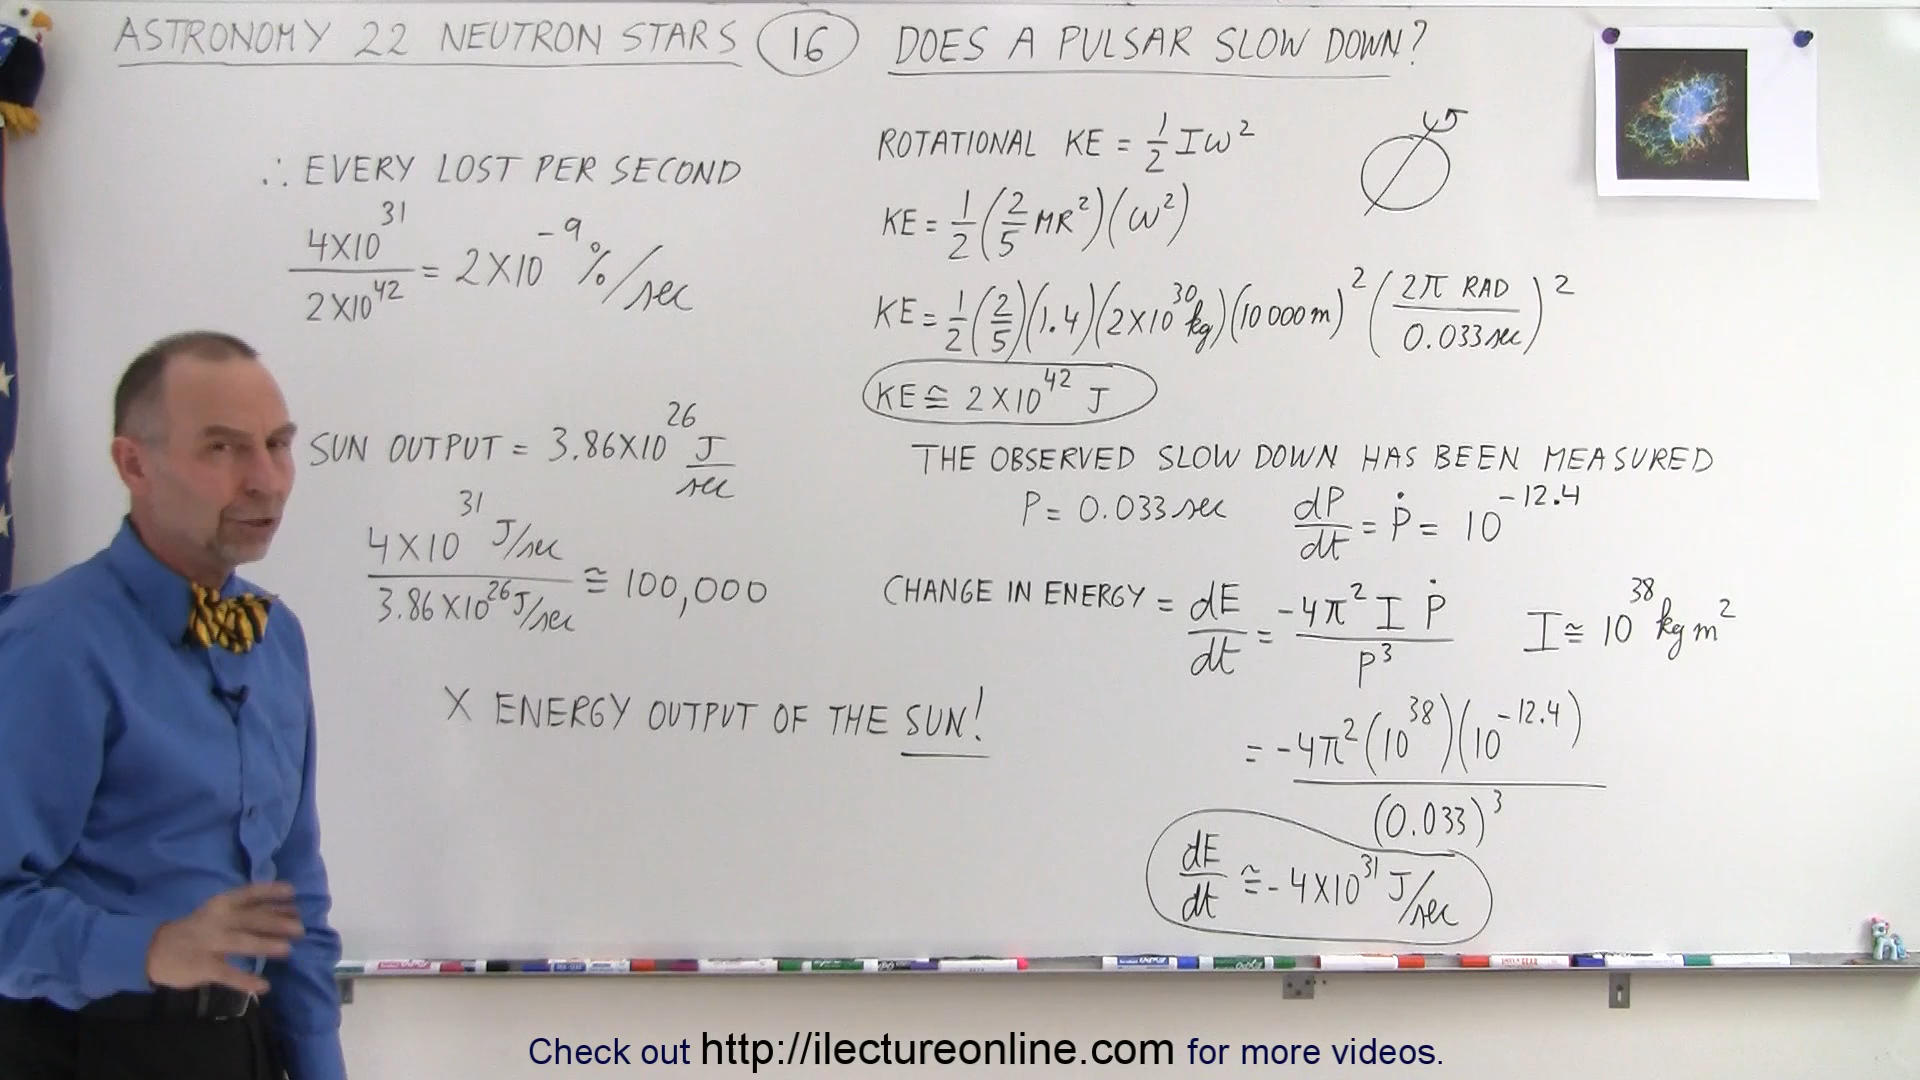 ASTRONOMY 22 NEUTRON STARS 16 DOES A PULSAR SLOW DOWN?
∴ EVERY LOST PER SECOND
4X10^31 / 2X10^42 = 2X10^-9 %/sec
SUN OUTPUT = 3.86X10^26 J/sec
4X10^31 J/sec / 3.86X10^26 J/sec ≅ 100,000
X ENERGY OUTPUT OF THE SUN!
ROTATIONAL KE = 1/2 Iω^2
KE = 1/2 (2/5 MR^2)(ω^2)
KE = 1/2 (2/5)(1.4)(2X10^30 kg)(10000m)^2 (2π RAD / 0.033sec)^2
KE ≅ 2X10^42 J
THE OBSERVED SLOW DOWN HAS BEEN MEASURED
P = 0.033sec dP/dt = Ṗ = 10^-12.4
CHANGE IN ENERGY = dE/dt = -4π^2 I Ṗ / P^3 I ≅ 10^38 kg m^2
= -4π^2 (10^38)(10^-12.4) / (0.033)^3
dE/dt ≅ -4X10^31 J/sec
Check out http://ilectureonline.com for more videos.